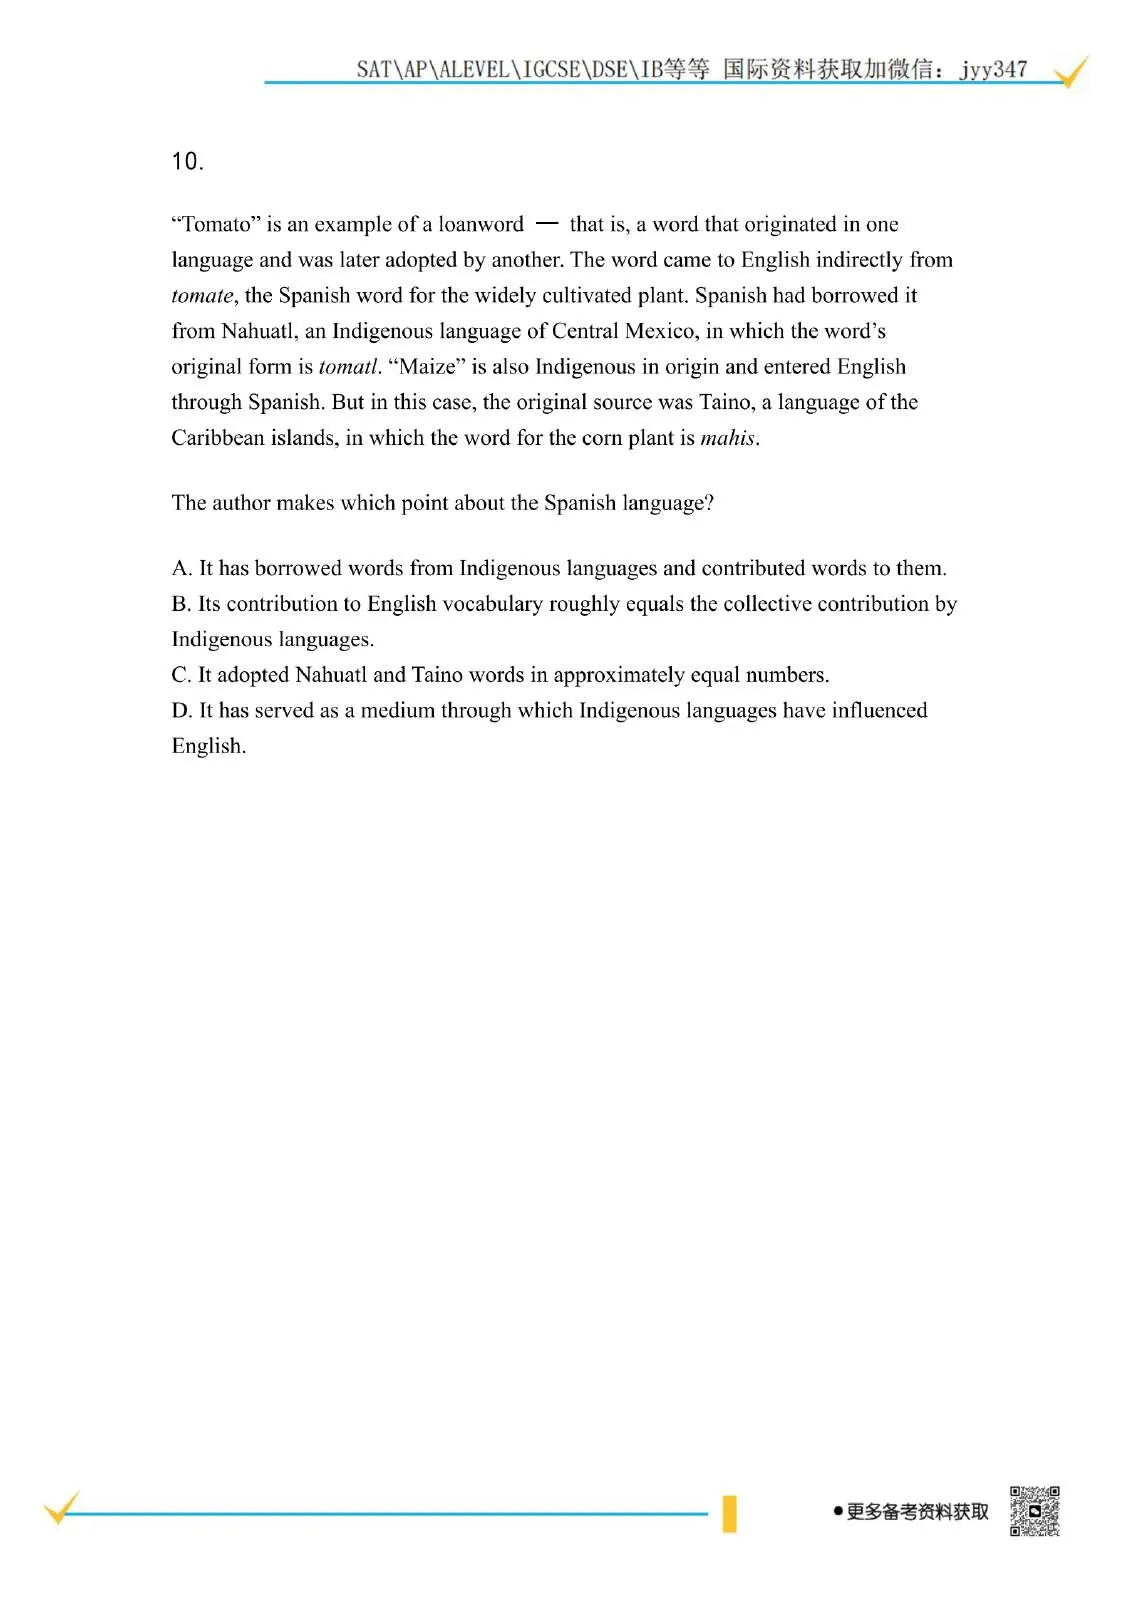 SAT\AP\ALEVEL\IGCSE\DSE\IB等等 国际资料获取加微信：jyy347
10.
“Tomato” is an example of a loanword — that is, a word that originated in one
language and was later adopted by another. The word came to English indirectly from
tomate, the Spanish word for the widely cultivated plant. Spanish had borrowed it
from Nahuatl, an Indigenous language of Central Mexico, in which the word’s
original form is tomatl. “Maize” is also Indigenous in origin and entered English
through Spanish. But in this case, the original source was Taino, a language of the
Caribbean islands, in which the word for the corn plant is mahis.
The author makes which point about the Spanish language?
A. It has borrowed words from Indigenous languages and contributed words to them.
B. Its contribution to English vocabulary roughly equals the collective contribution by
Indigenous languages.
C. It adopted Nahuatl and Taino words in approximately equal numbers.
D. It has served as a medium through which Indigenous languages have influenced
English.
●更多备考资料获取